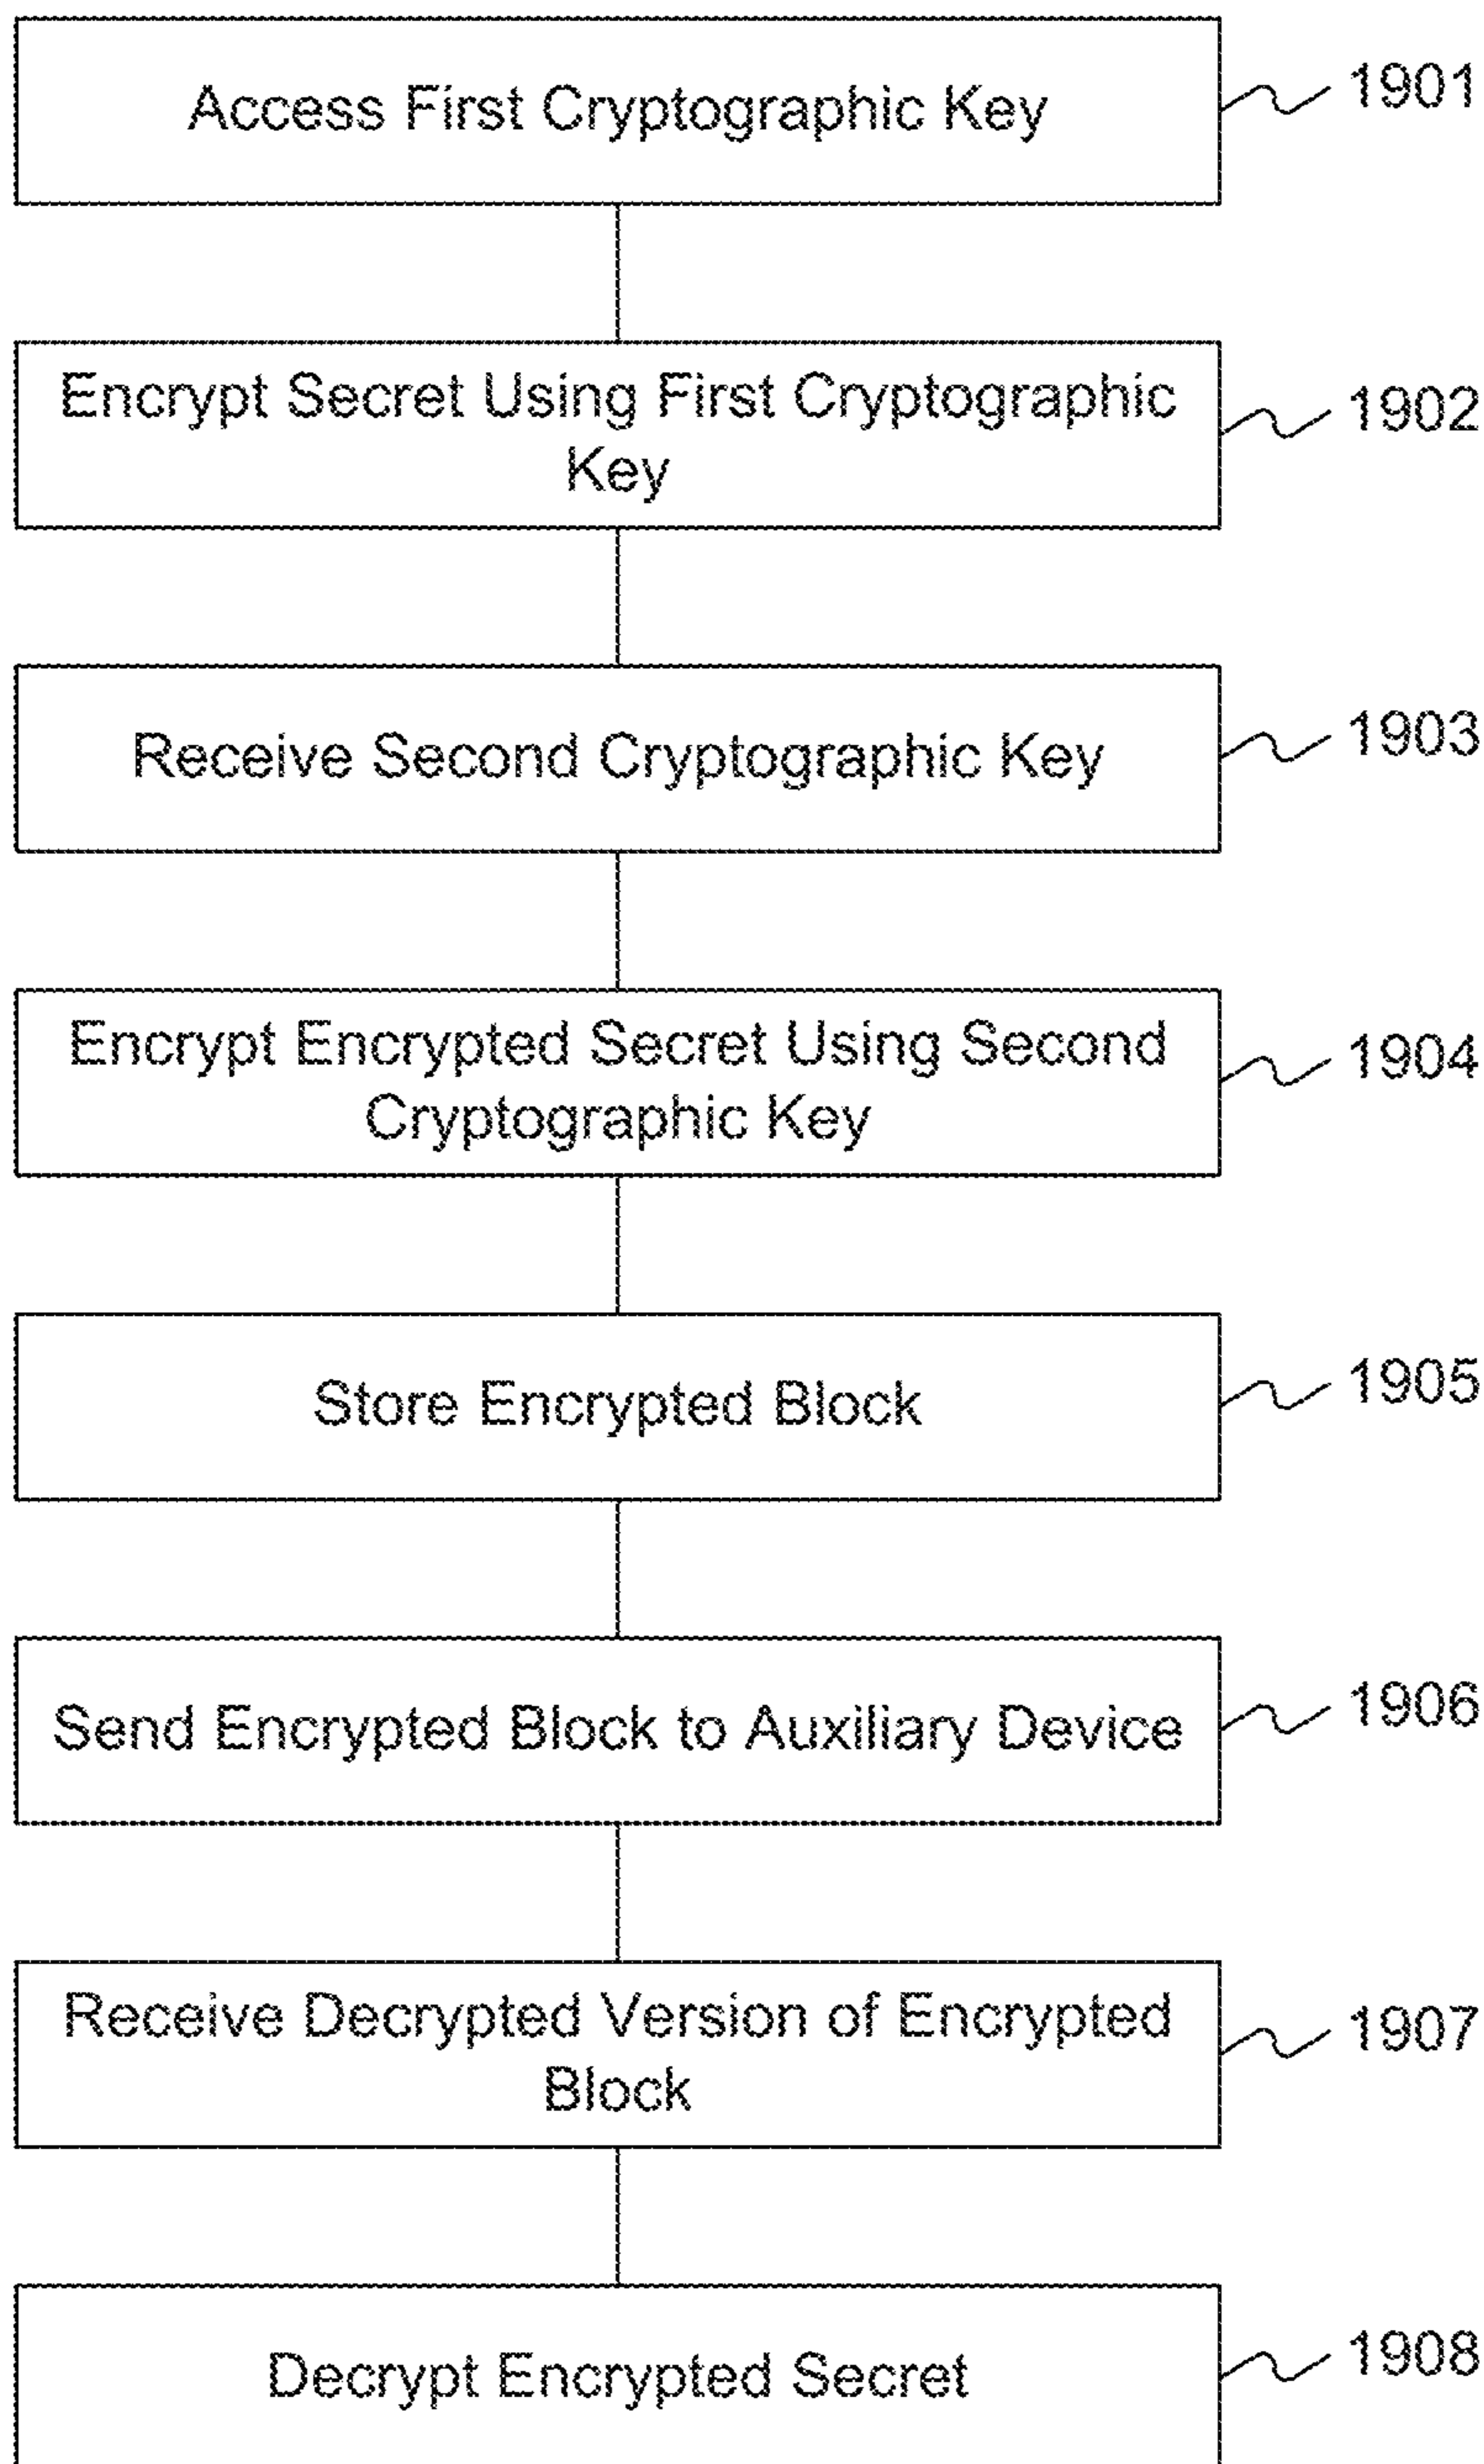 Access First Cryptographic Key
1901
Encrypt Secret Using First Cryptographic
Key
1902
Receive Second Cryptographic Key
1903
Encrypt Encrypted Secret Using Second
Cryptographic Key
1904
Store Encrypted Block
1905
Send Encrypted Block to Auxiliary Device
1906
Receive Decrypted Version of Encrypted
Block
1907
Decrypt Encrypted Secret
1908